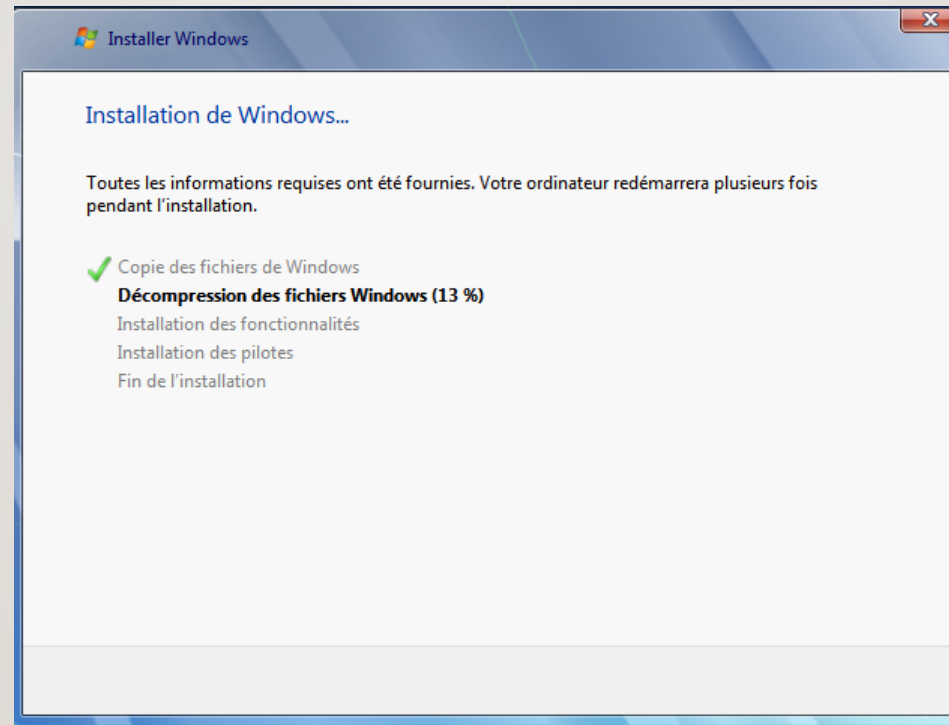 Installer Windows
Installation de Windows...
Toutes les informations requises ont été fournies. Votre ordinateur redémarrera plusieurs fois
pendant l'installation.
Copie des fichiers de Windows
Décompression des fichiers Windows (13 %)
Installation des fonctionnalités
Installation des pilotes
Fin de l'installation